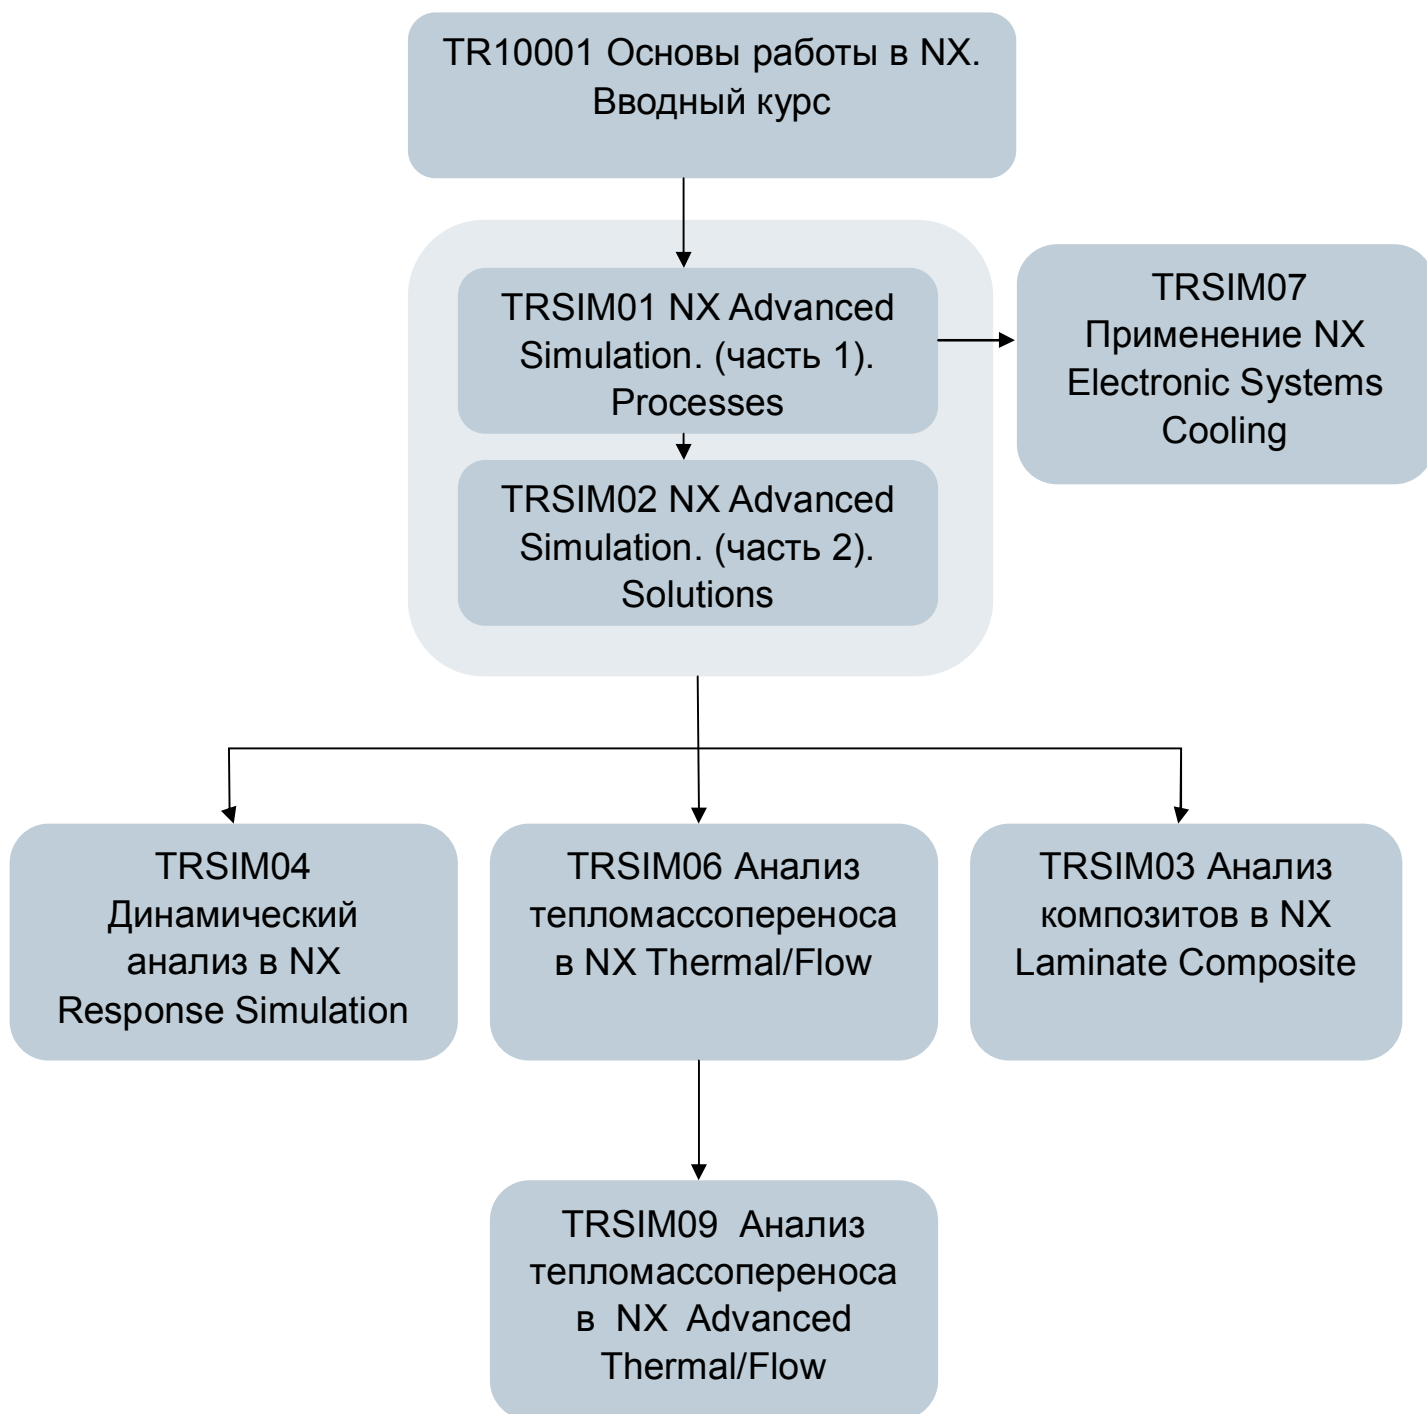 TR10001 Основы работы в NX.
Вводный курс
TRSIM01 NX Advanced
Simulation. (часть 1).
Processes
TRSIM07
Применение NX
Electronic Systems
Cooling
TRSIM02 NX Advanced
Simulation. (часть 2).
Solutions
TRSIM04
Динамический
анализ в NX
Response Simulation
TRSIM06 Анализ
тепломассопереноса
в NX Thermal/Flow
TRSIM03 Анализ
композитов в NX
Laminate Composite
TRSIM09 Анализ
тепломассопереноса
в NX Advanced
Thermal/Flow